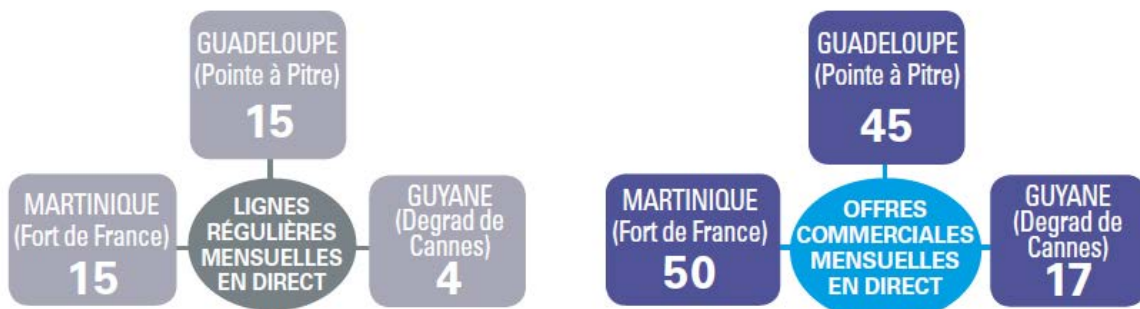 GUADELOUPE
(Pointe à Pitre)
15
MARTINIQUE
(Fort de France)
15
LIGNES
RÉGULIÈRES
MENSUELLES
EN DIRECT
GUYANE
(Degrad de
Cannes)
4
GUADELOUPE
(Pointe à Pitre)
45
MARTINIQUE
(Fort de France)
50
OFFRES
COMMERCIALES
MENSUELLES
EN DIRECT
GUYANE
(Degrad de
Cannes)
17